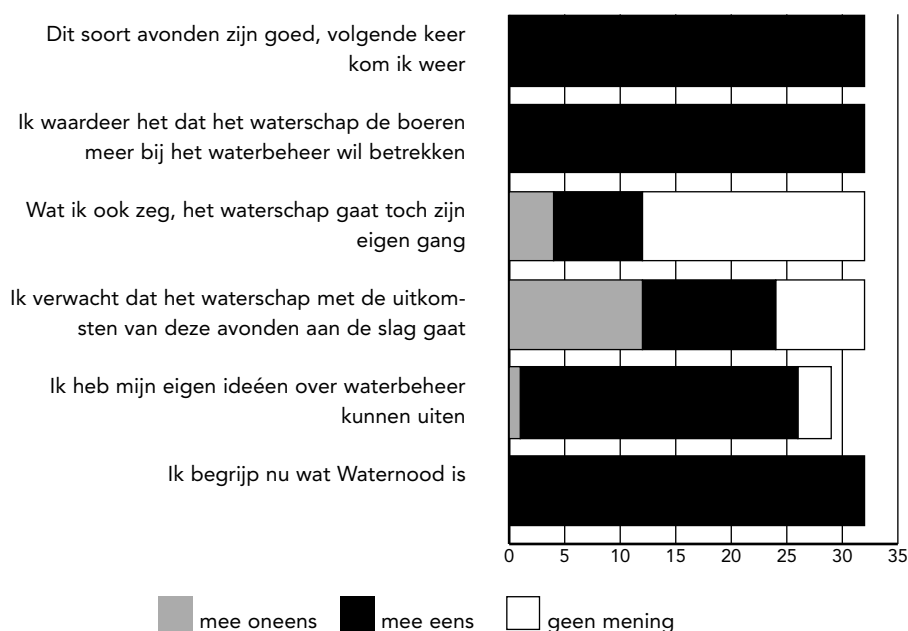 Dit soort avonden zijn goed, volgende keer
kom ik weer
Ik waardeer het dat het waterschap de boeren
meer bij het waterbeheer wil betrekken
Wat ik ook zeg, het waterschap gaat toch zijn
eigen gang
Ik verwacht dat het waterschap met de uitkom-
sten van deze avonden aan de slag gaat
Ik heb mijn eigen ideéen over waterbeheer
kunnen uiten
Ik begrijp nu wat Waternood is
0 5 10 15 20 25 30 35
mee oneens mee eens geen mening